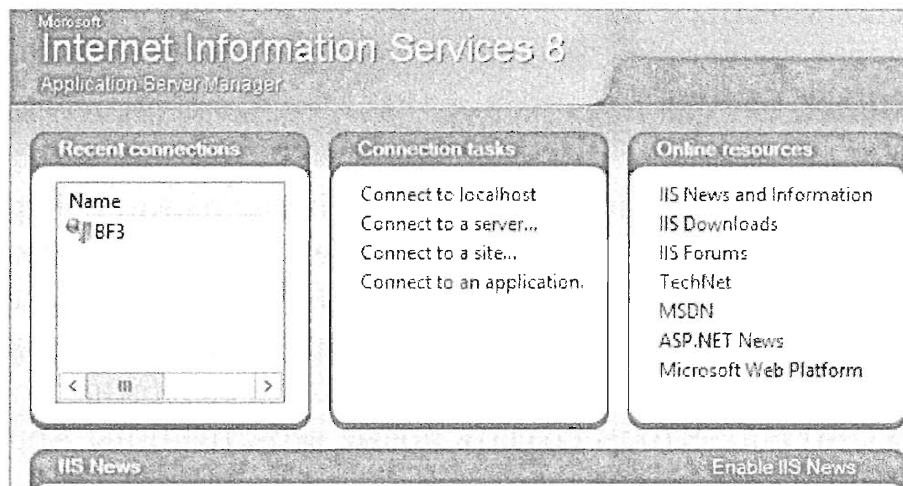 Microsoft
Internet Information Services 8
Application Server Manager
Recent connections
Name
BF3
Connection tasks
Connect to localhost
Connect to a server...
Connect to a site...
Connect to an application.
Online resources
IIS News and Information
IIS Downloads
IIS Forums
TechNet
MSDN
ASP.NET News
Microsoft Web Platform
IIS News
Enable IIS News